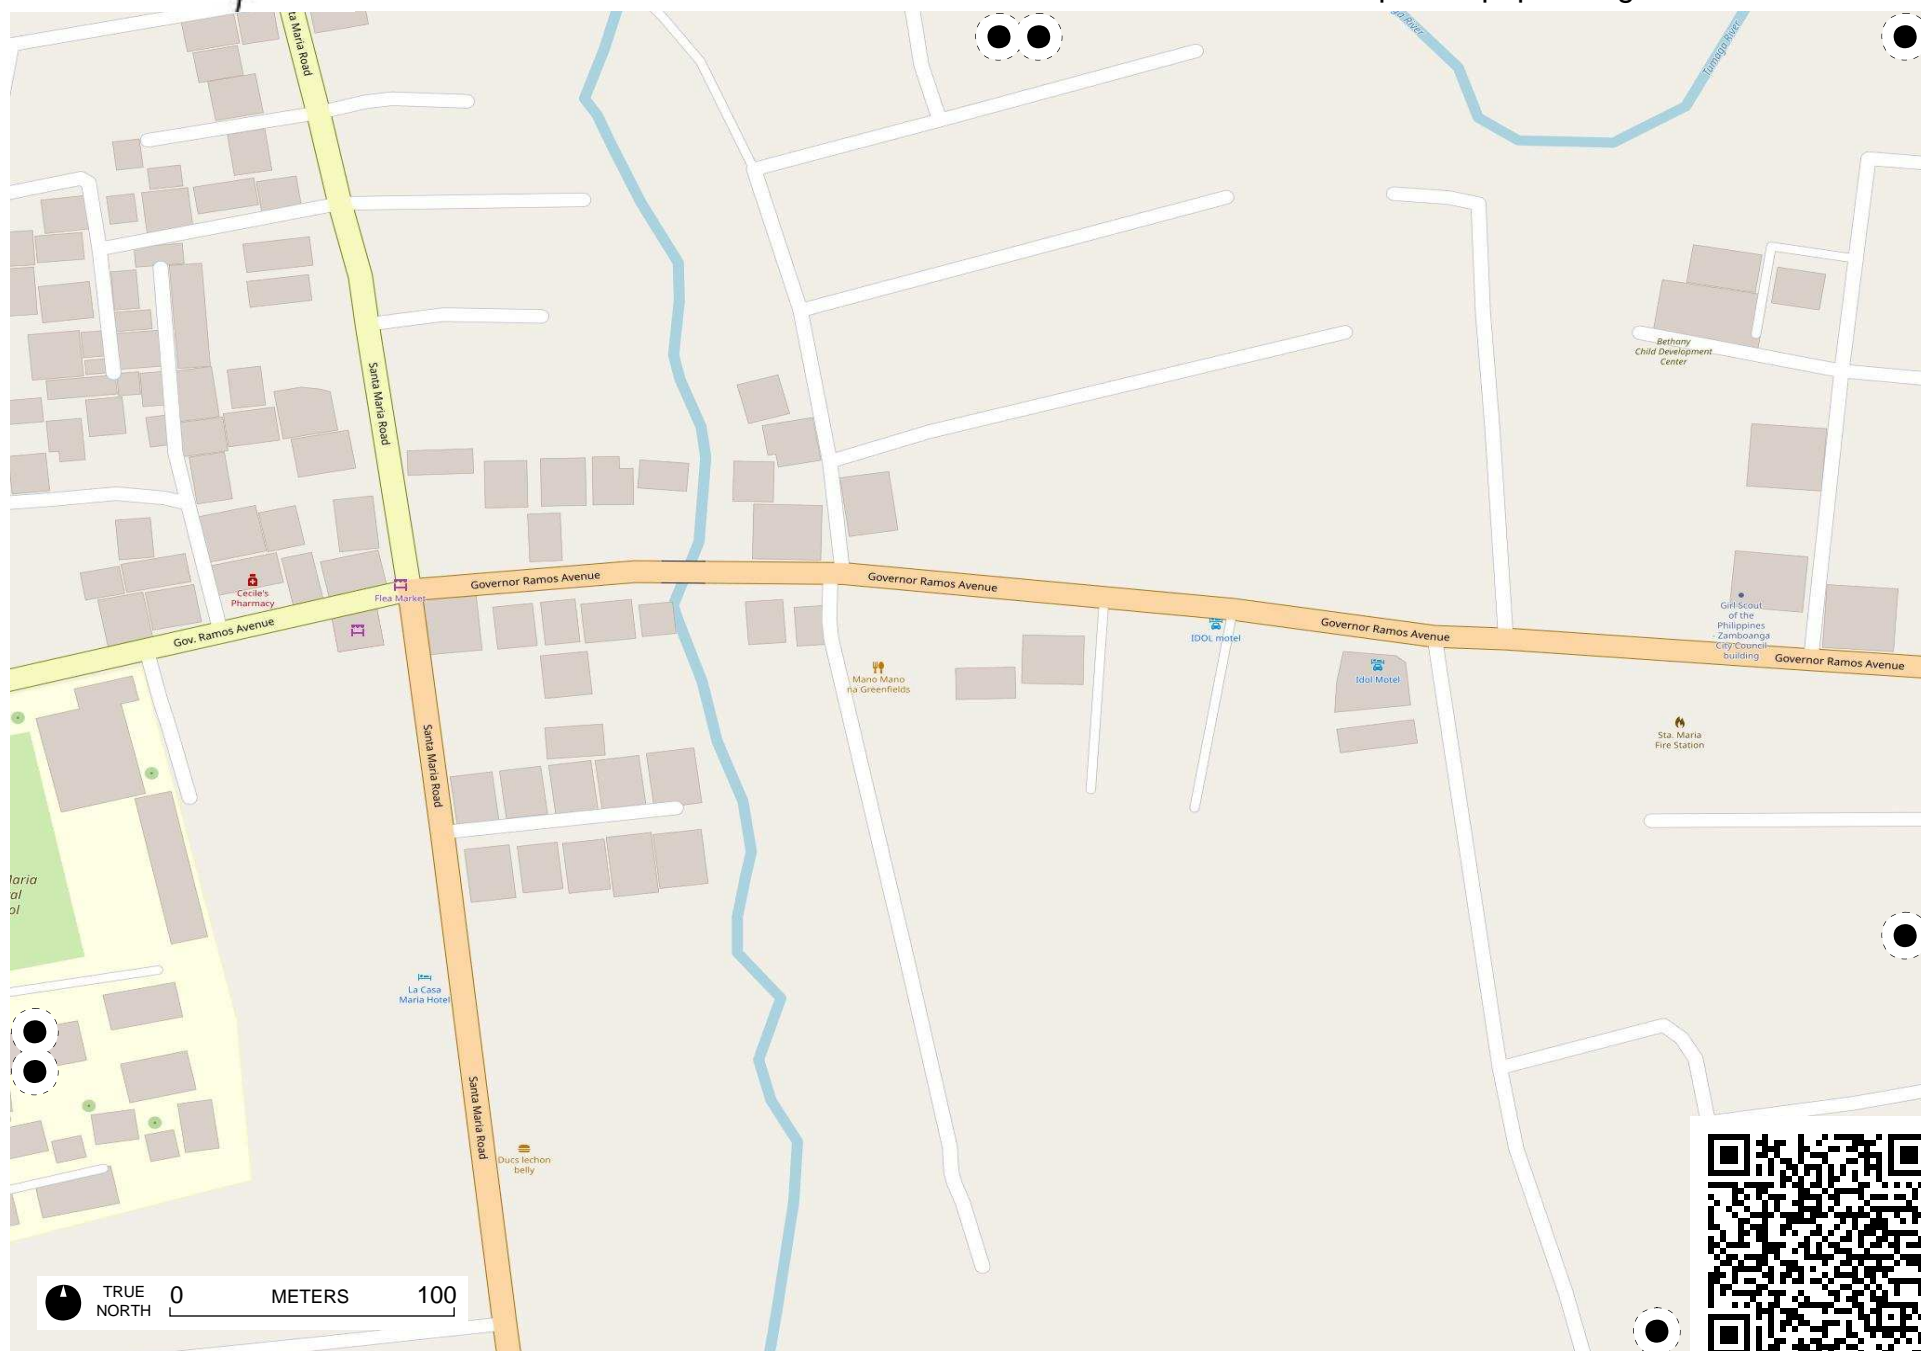 Santa Maria Road
Tumaga River
Santa Maria Road
Bethany
Child Development
Center
Governor Ramos Avenue
Governor Ramos Avenue
Cecile's
Pharmacy
Flea Market
Gov. Ramos Avenue
IDOL motel
Governor Ramos Avenue
Girl Scout
of the
Philippines
- Zamboanga
City Council
building
Governor Ramos Avenue
Mano Mano
na Greenfields
Idol Motel
Sta. Maria
Fire Station
Santa Maria Road
La Casa
Maria Hotel
Santa Maria Road
Ducs lechon
belly
TRUE
NORTH
0 METERS 100